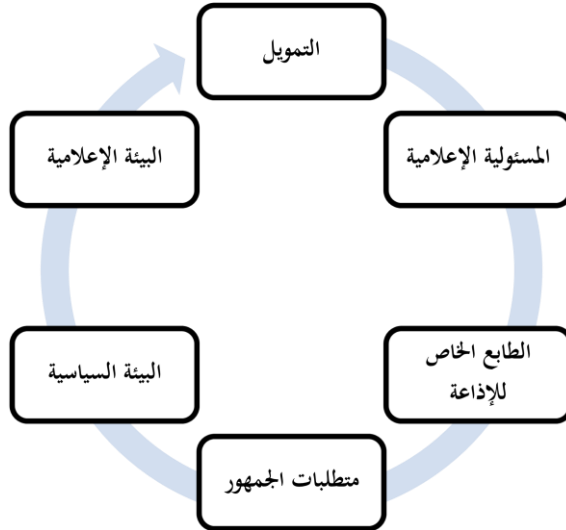 التمويل
المسئولية الإعلامية
الطابع الخاص
للإذاعة
متطلبات الجمهور
البيئة السياسية
البيئة الإعلامية